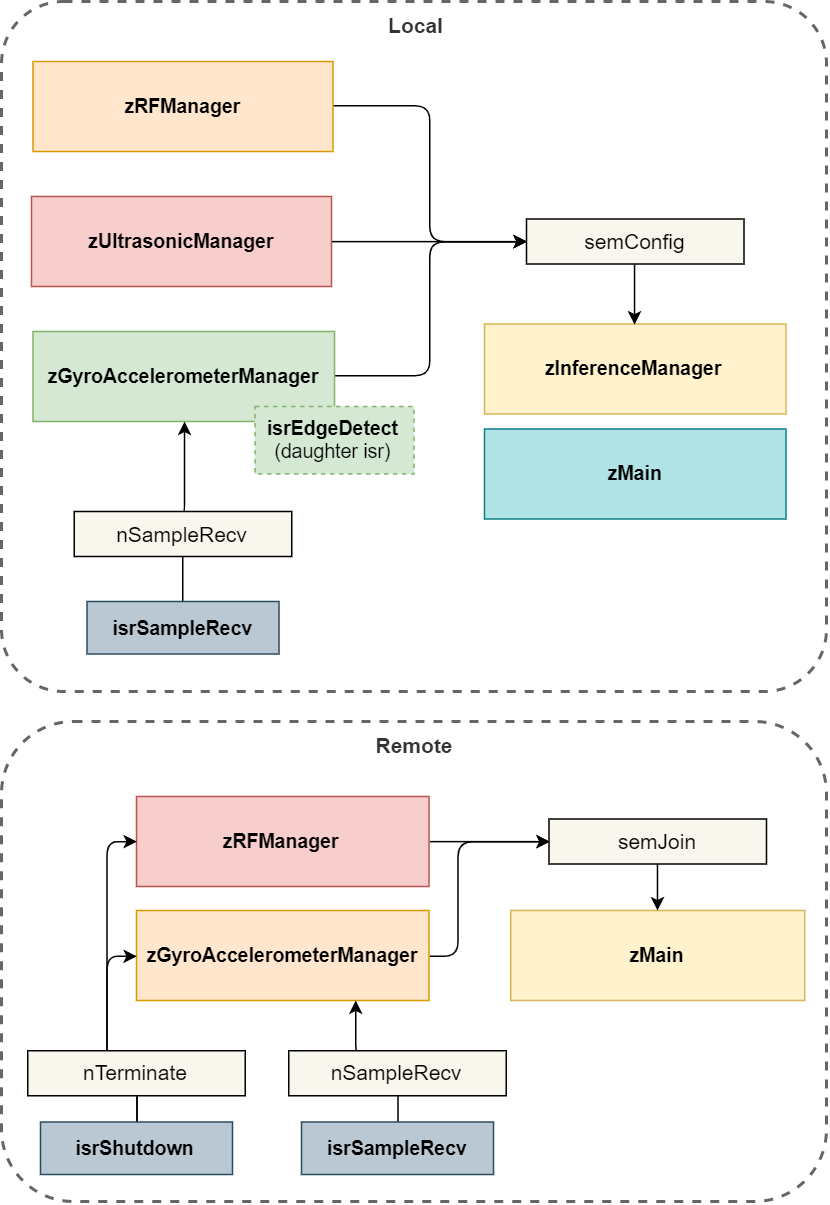 Local
zRFManager
zUltrasonicManager
semConfig
zInferenceManager
zGyroAccelerometerManager
isrEdgeDetect
(daughter isr)
zMain
nSampleRecv
isrSampleRecv
Remote
zRFManager
semJoin
zGyroAccelerometerManager
zMain
nTerminate
nSampleRecv
isrShutdown
isrSampleRecv